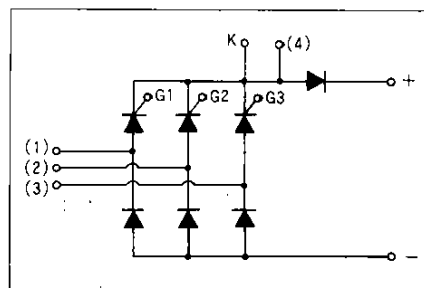 K (4)
G1 G2 G3 +
(1)
(2)
(3)
-